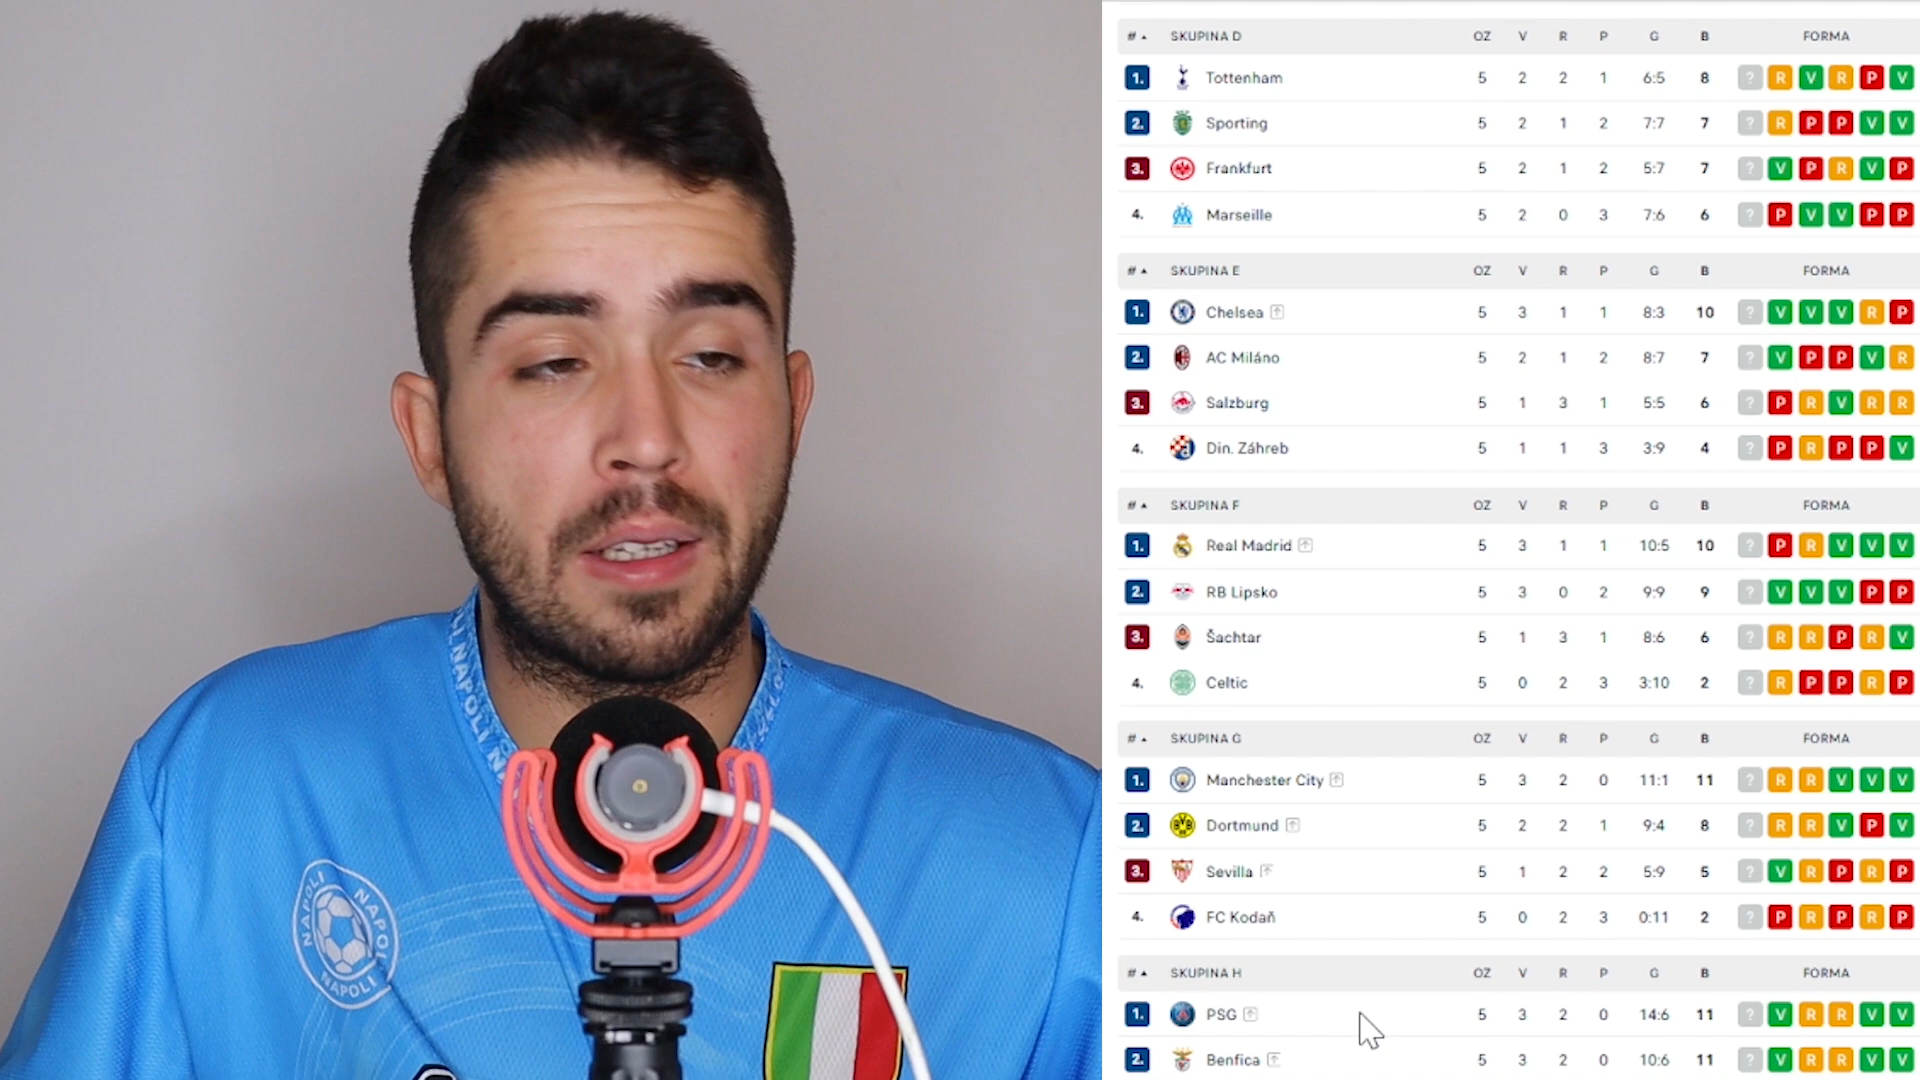 # SKUPINA D OZ V R P G B FORMA
1. Tottenham 5 2 2 1 6:5 8 ? R V R P V
2. Sporting 5 2 1 2 7:7 7 ? R P P V V
3. Frankfurt 5 2 1 2 5:7 7 ? V P R V P
4. Marseille 5 2 0 3 7:6 6 ? P V V P P
# SKUPINA E OZ V R P G B FORMA
1. Chelsea 5 3 1 1 8:3 10 ? V V V R P
2. AC Miláno 5 2 1 2 8:7 7 ? V P P V R
3. Salzburg 5 1 3 1 5:5 6 ? P R V R R
4. Din. Záhreb 5 1 1 3 3:9 4 ? P R P P V
# SKUPINA F OZ V R P G B FORMA
1. Real Madrid 5 3 1 1 10:5 10 ? P R V V V
2. RB Lipsko 5 3 0 2 9:9 9 ? V V V P P
3. Šachtar 5 1 3 1 8:6 6 ? R R P R V
4. Celtic 5 0 2 3 3:10 2 ? R P P R P
# SKUPINA G OZ V R P G B FORMA
1. Manchester City 5 3 2 0 11:1 11 ? R R V V V
2. Dortmund 5 2 2 1 9:4 8 ? R R V P V
3. Sevilla 5 1 2 2 5:9 5 ? V R P R P
4. FC Kodaň 5 0 2 3 0:11 2 ? P R P R P
# SKUPINA H OZ V R P G B FORMA
1. PSG 5 3 2 0 14:6 11 ? V R R V V
2. Benfica 5 3 2 0 10:6 11 ? V R R V V
NAPOLI NA
NAPOLI NAPOLI NAPOLI